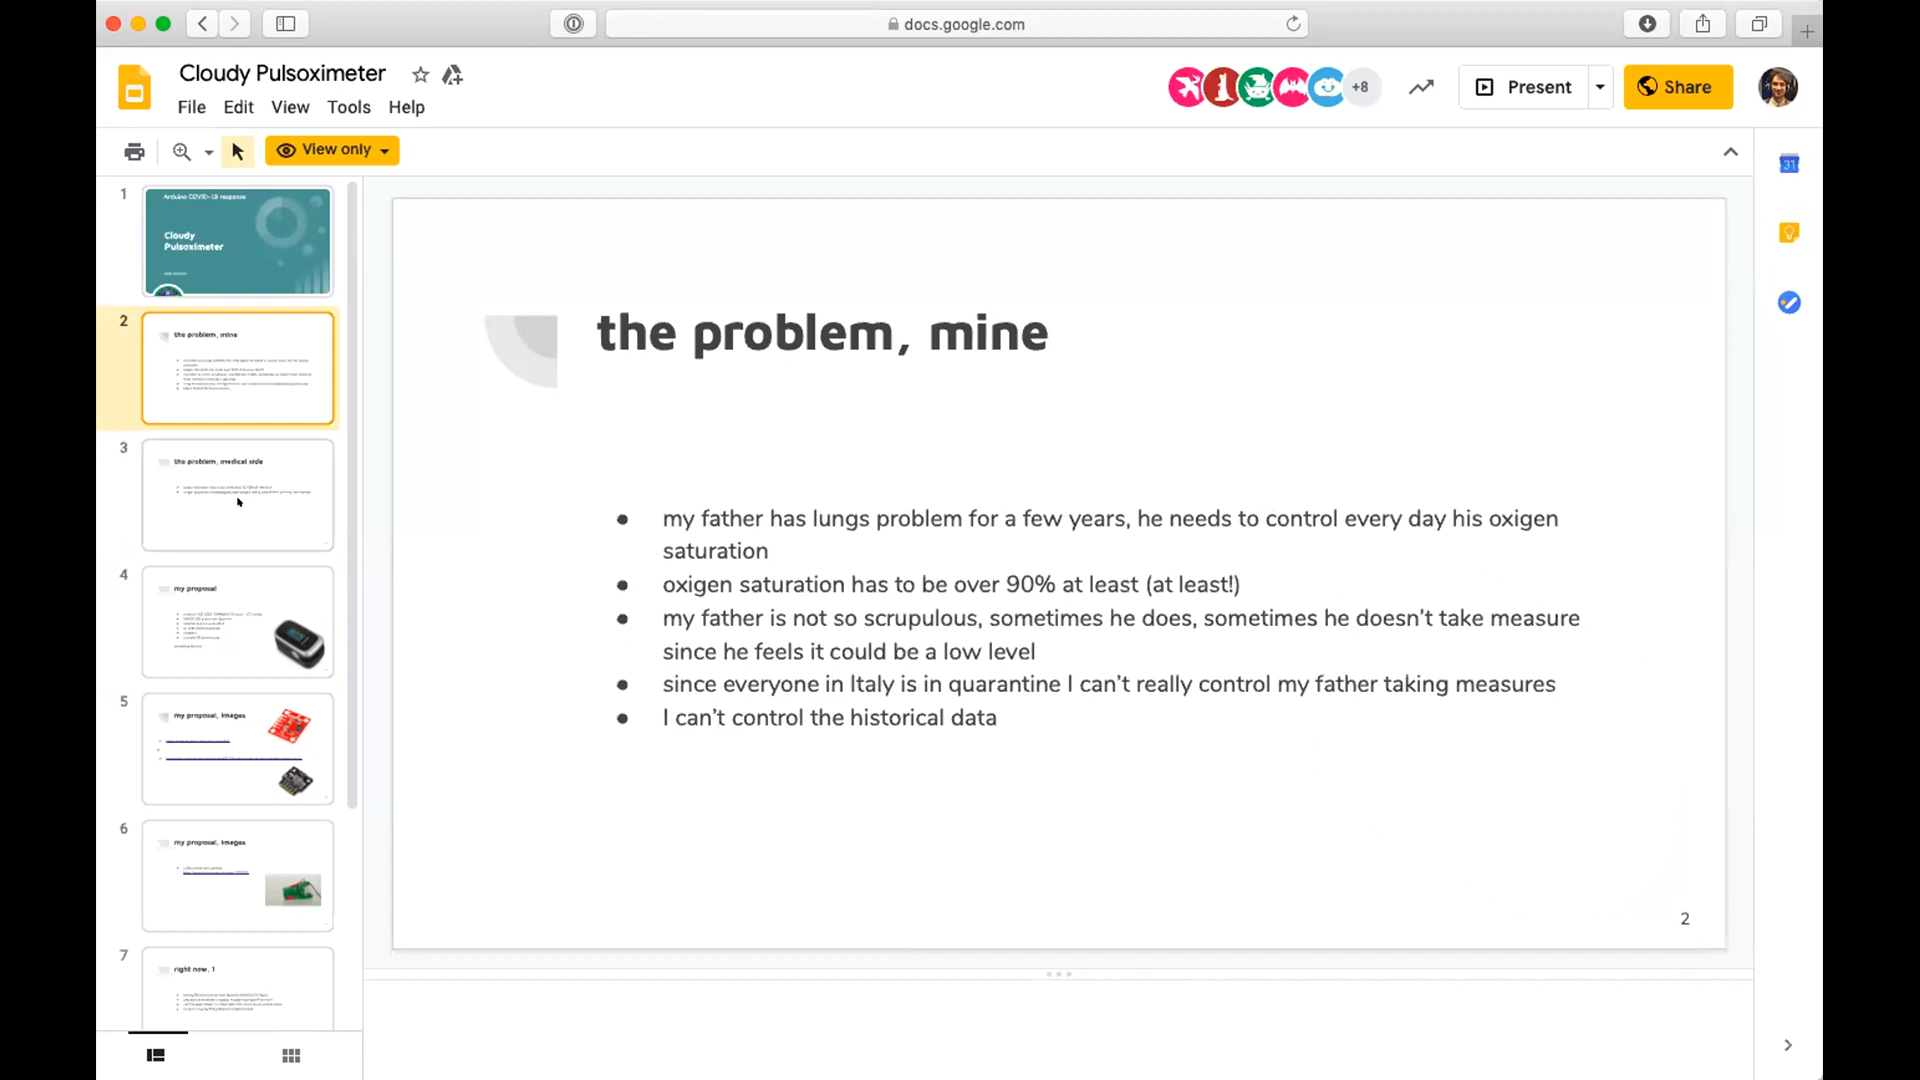 docs.google.com
Cloudy Pulsoximeter
File Edit View Tools Help
+8
Present
Share
View only
31
1
Arduino COVID-19 response
Cloudy
Pulsoximeter
2
the problem, mine
3
the problem, medical side
4
my proposal
5
my proposal, images
6
my proposal, images
7
right now, 1
the problem, mine
● my father has lungs problem for a few years, he needs to control every day his oxigen
saturation
● oxigen saturation has to be over 90% at least (at least!)
● my father is not so scrupulous, sometimes he does, sometimes he doesn't take measure
since he feels it could be a low level
● since everyone in Italy is in quarantine I can't really control my father taking measures
● I can't control the historical data
2